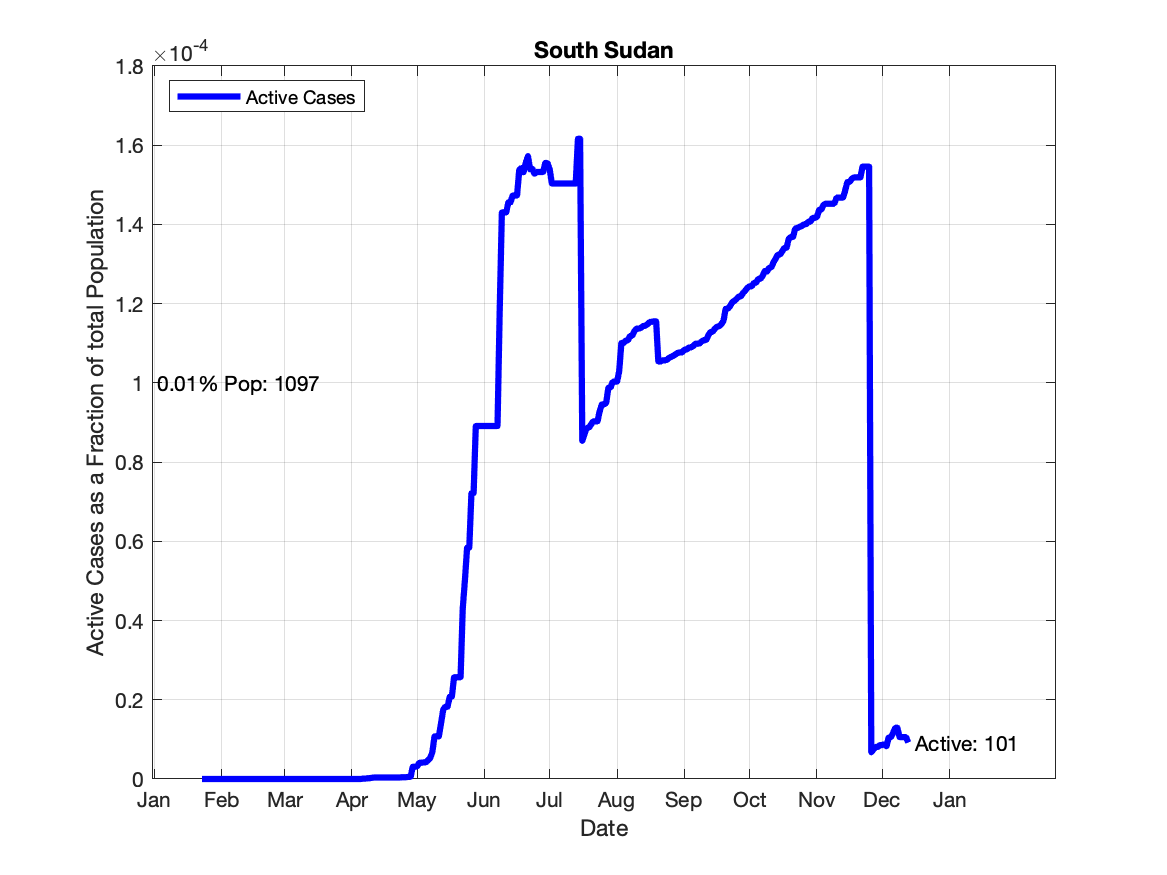 South Sudan
×10-4
1.8
1.6
1.4
1.2
1
0.8
0.6
0.4
0.2
0
Active Cases as a Fraction of total Population
Active Cases
0.01% Pop: 1097
Active: 101
Jan Feb Mar Apr May Jun Jul Aug Sep Oct Nov Dec Jan
Date